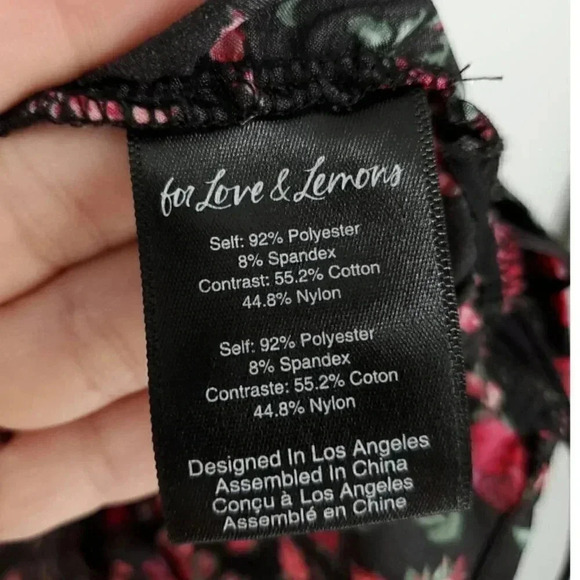 for Love & Lemons
Self: 92% Polyester
8% Spandex
Contrast: 55.2% Cotton
44.8% Nylon
Self: 92% Polyester
8% Spandex
Contraste: 55.2% Coton
44.8% Nylon
Designed In Los Angeles
Assembled In China
Conçu à Los Angeles
Assemblé en Chine